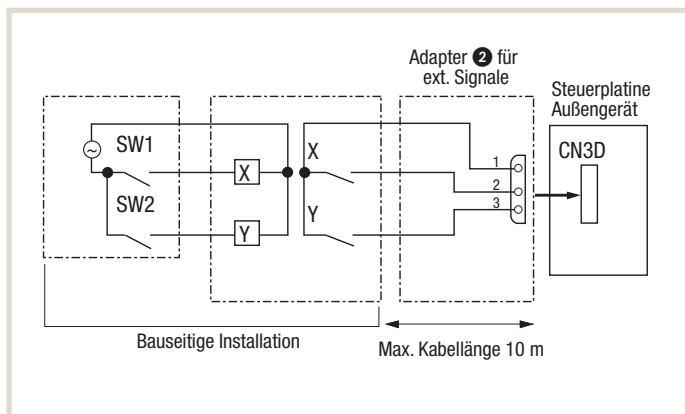 Adapter ❷ für
ext. Signale
Steuerplatine
Außengerät
SW1
X
X
1
CN3D
2
SW2
Y
Y
3
Bauseitige Installation
Max. Kabellänge 10 m